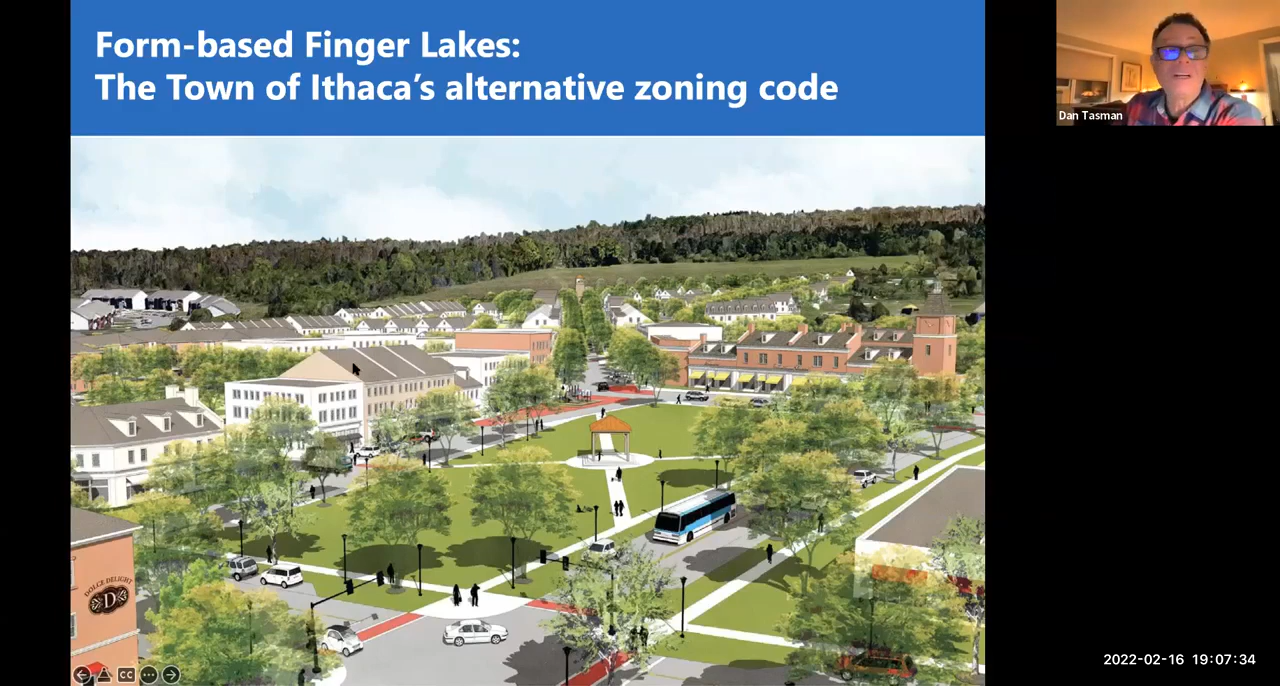 Form-based Finger Lakes:
The Town of Ithaca's alternative zoning code
Dan Tasman
DOLCE DELIGHT
D
CC
2022-02-16 19:07:34